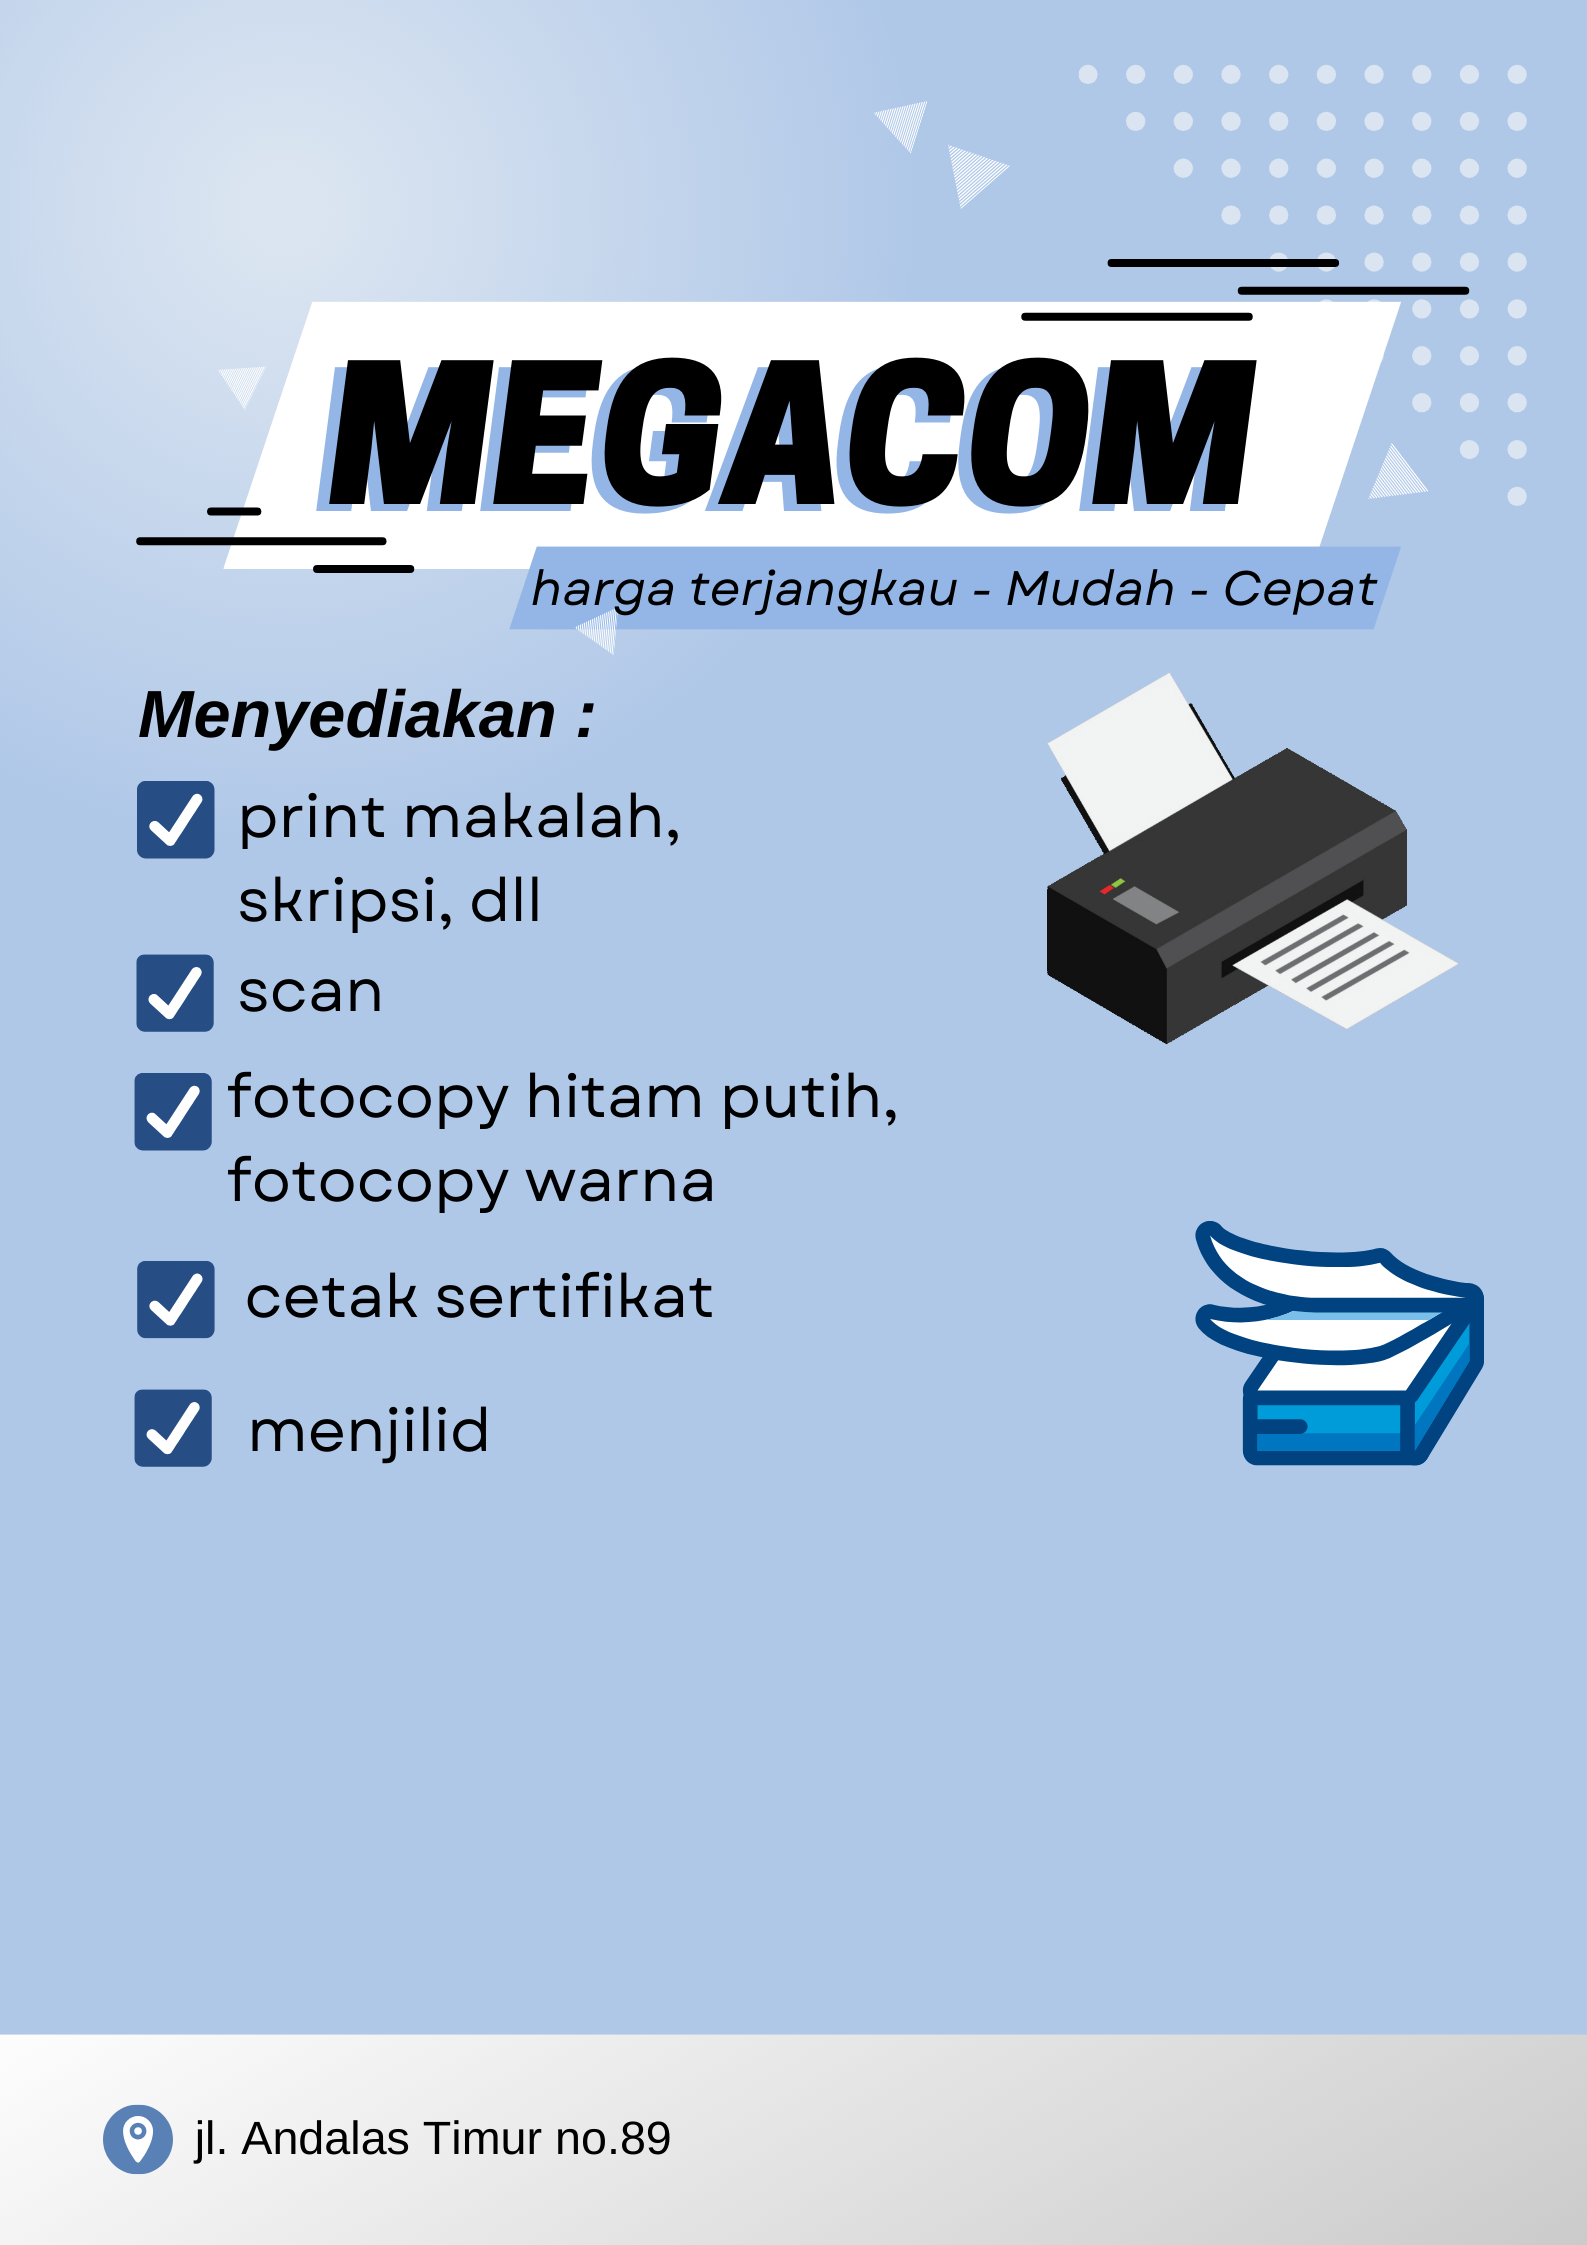 MEGACOM
harga terjangkau - Mudah - Cepat
Menyediakan :
print makalah,
skripsi, dll
scan
fotocopy hitam putih,
fotocopy warna
cetak sertifikat
menjilid
jl. Andalas Timur no.89